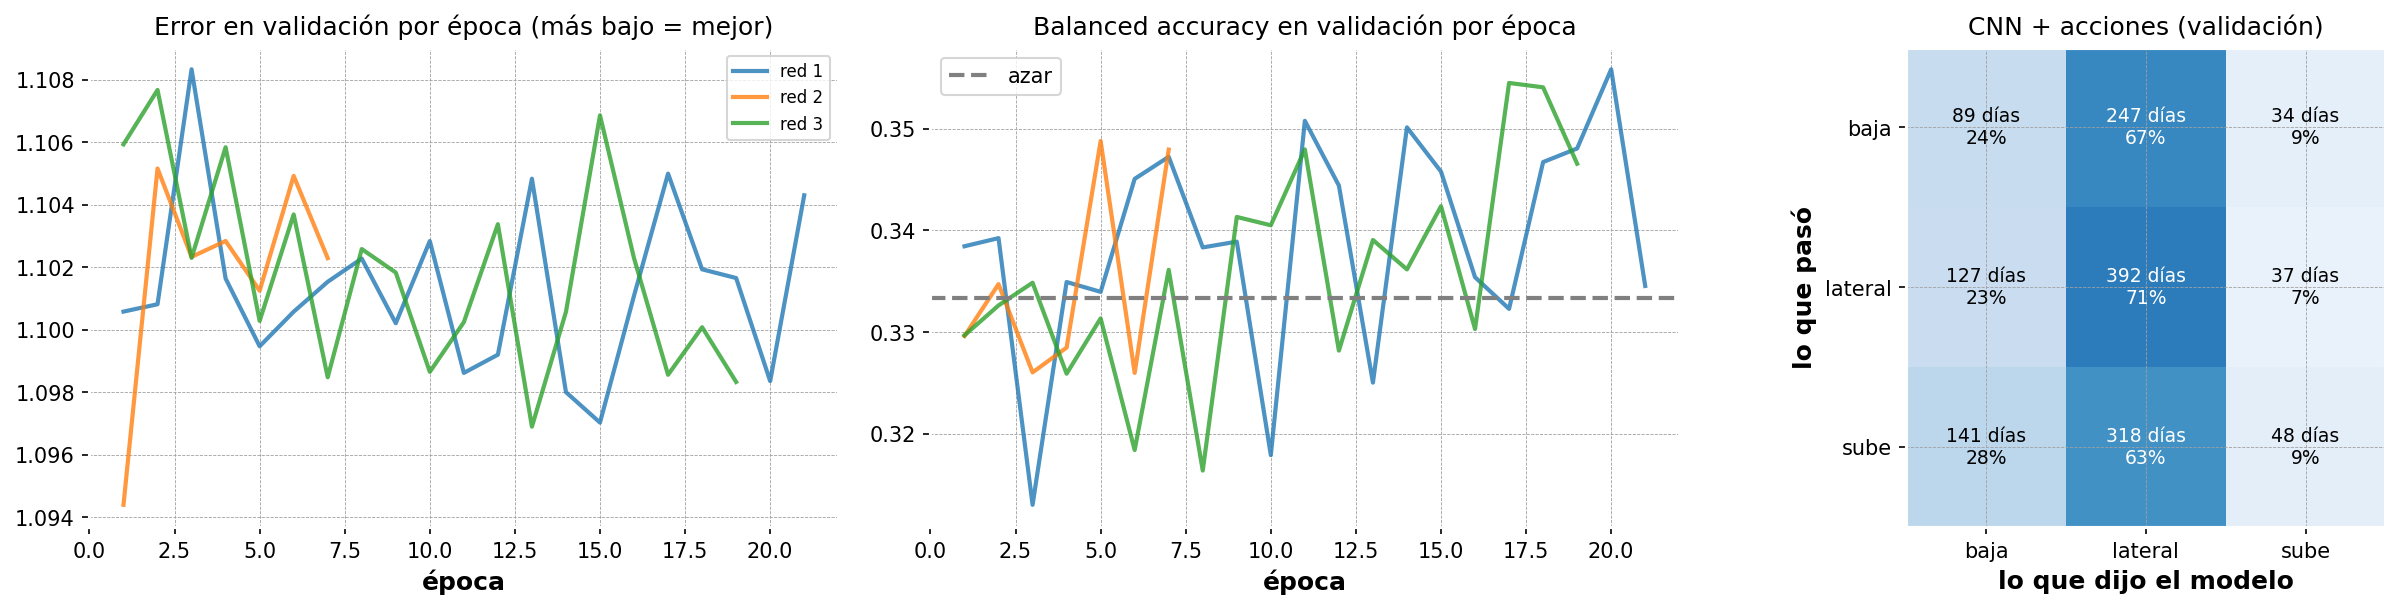 Error en validación por época (más bajo = mejor)
1.108
1.106
1.104
1.102
1.100
1.098
1.096
1.094
0.0 2.5 5.0 7.5 10.0 12.5 15.0 17.5 20.0
época
red 1
red 2
red 3
Balanced accuracy en validación por época
azar
0.35
0.34
0.33
0.32
0.0 2.5 5.0 7.5 10.0 12.5 15.0 17.5 20.0
época
CNN + acciones (validación)
lo que pasó
baja
89 días 247 días 34 días
24% 67% 9%
lateral
127 días 392 días 37 días
23% 71% 7%
sube
141 días 318 días 48 días
28% 63% 9%
baja lateral sube
lo que dijo el modelo